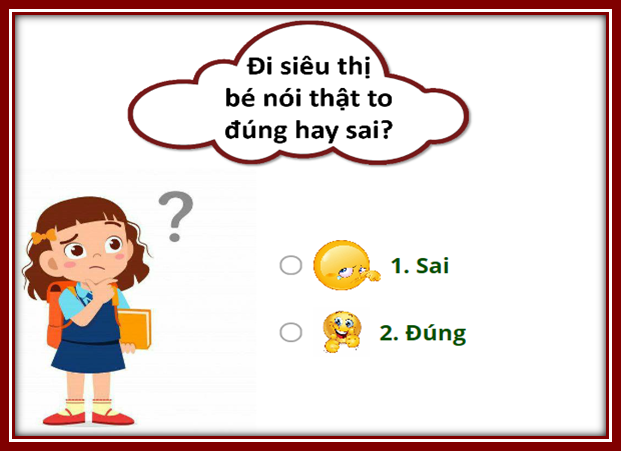 Đi siêu thị
bé nói thật to
đúng hay sai?
?
1. Sai
2. Đúng